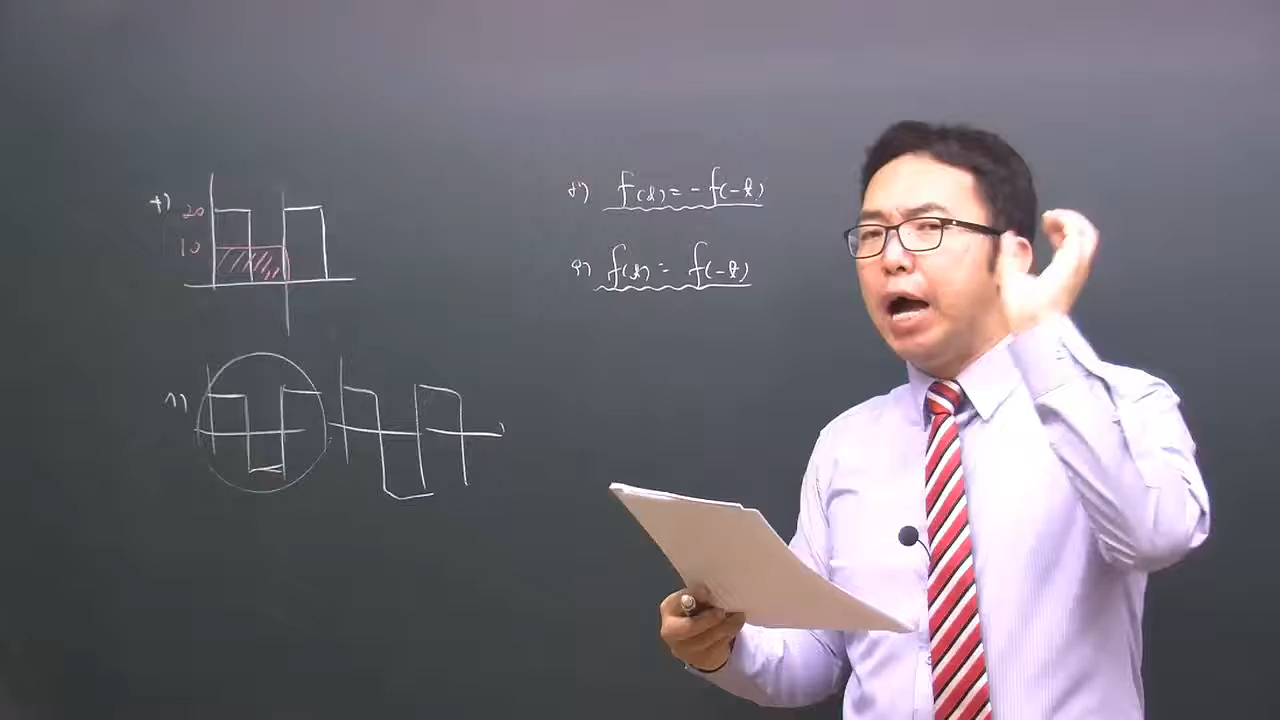 20
10
f(x) = -f(-x)
f(x) = f(-x)